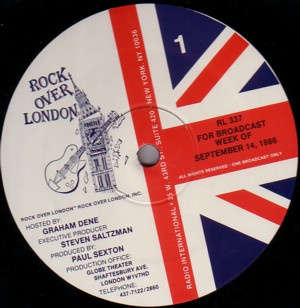 ROCK
OVER
LONDON
1
RL 337
FOR BROADCAST
WEEK OF
SEPTEMBER 14, 1986
ALL RIGHTS RESERVED - ONE BROADCAST ONLY
RADIO INTERNATIONAL • 25 W. 43RD ST. SUITE 420 • NEW YORK, NY 10036
ROCK OVER LONDON™ ROCK OVER LONDON, INC.
HOSTED BY:
GRAHAM DENE
EXECUTIVE PRODUCER
STEVEN SALTZMAN
PRODUCED BY:
PAUL SEXTON
PRODUCTION OFFICE:
GLOBE THEATER
SHAFTESBURY AVE.
LONDON W1V7HD
TELEPHONE:
437-7122/2860